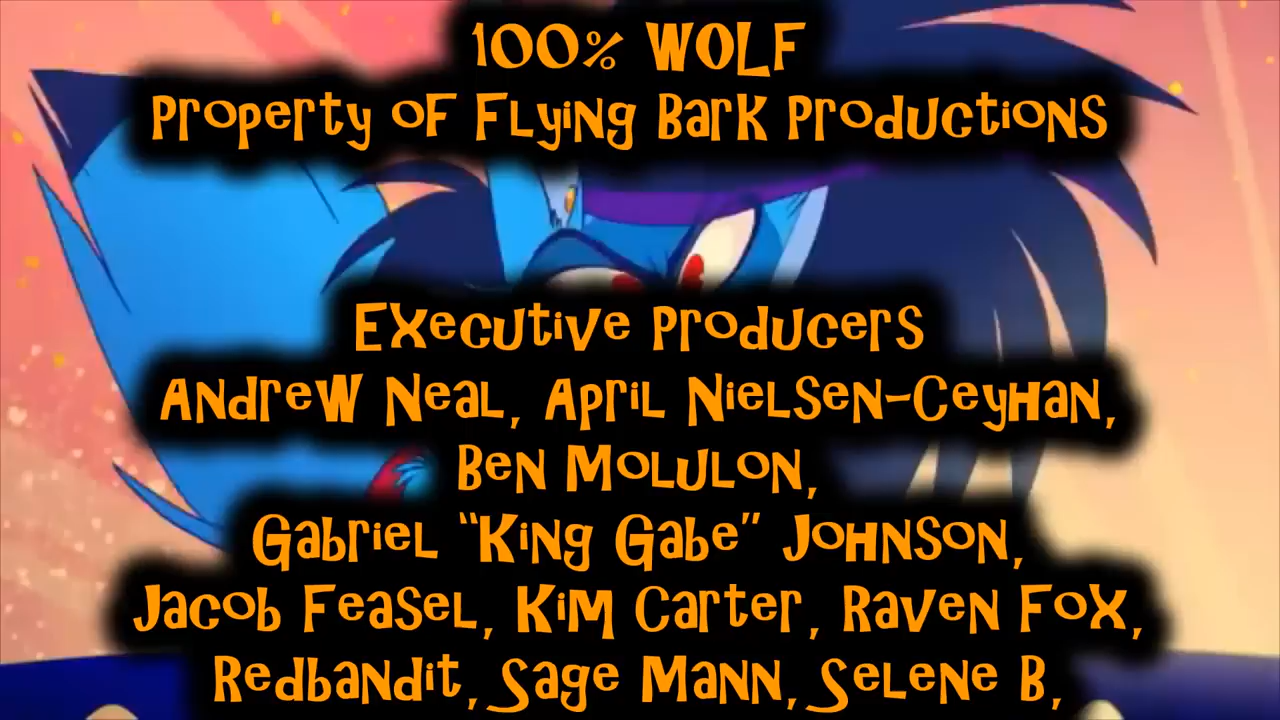 100% WOLF
Property of Flying Bark Productions
Executive Producers
Andrew Neal, April Nielsen-Ceyhan,
Ben Molulon,
Gabriel "King Gabe" Johnson,
Jacob Feasel, Kim Carter, Raven Fox,
Redbandit, Sage Mann, Selene B,